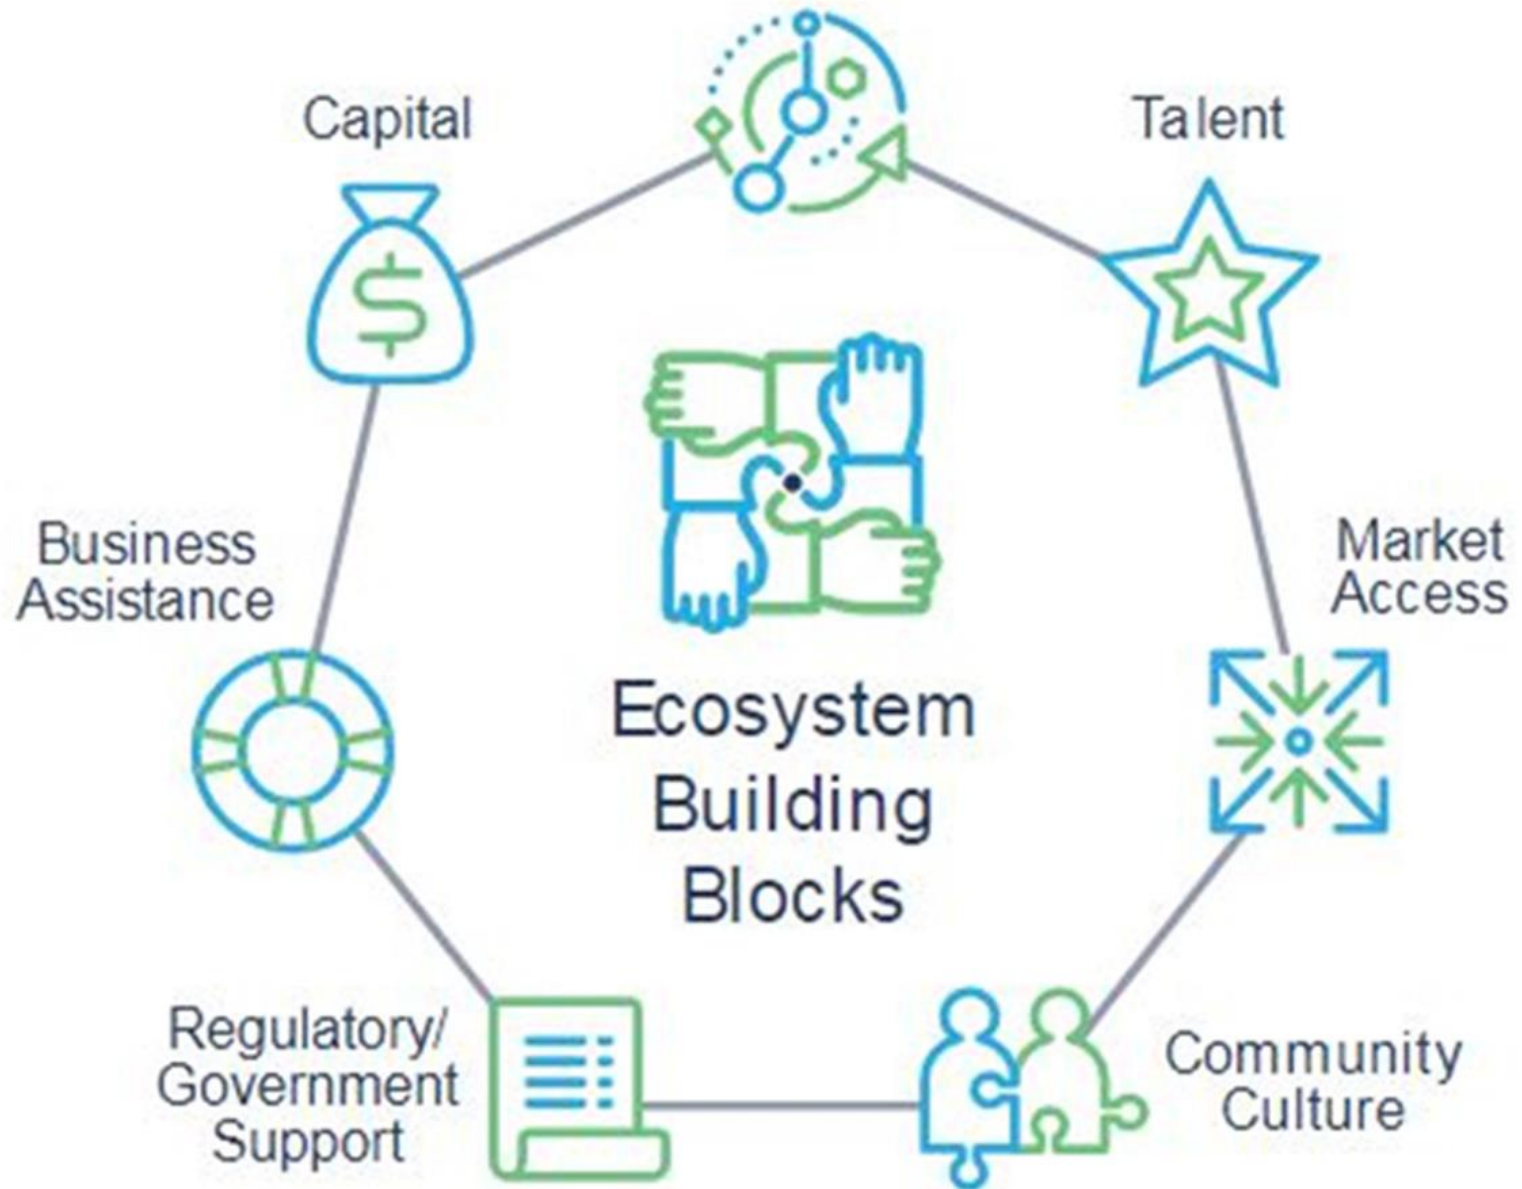 Capital
Talent
Business
Assistance
Market
Access
Ecosystem
Building
Blocks
Regulatory/
Government
Support
Community
Culture
$